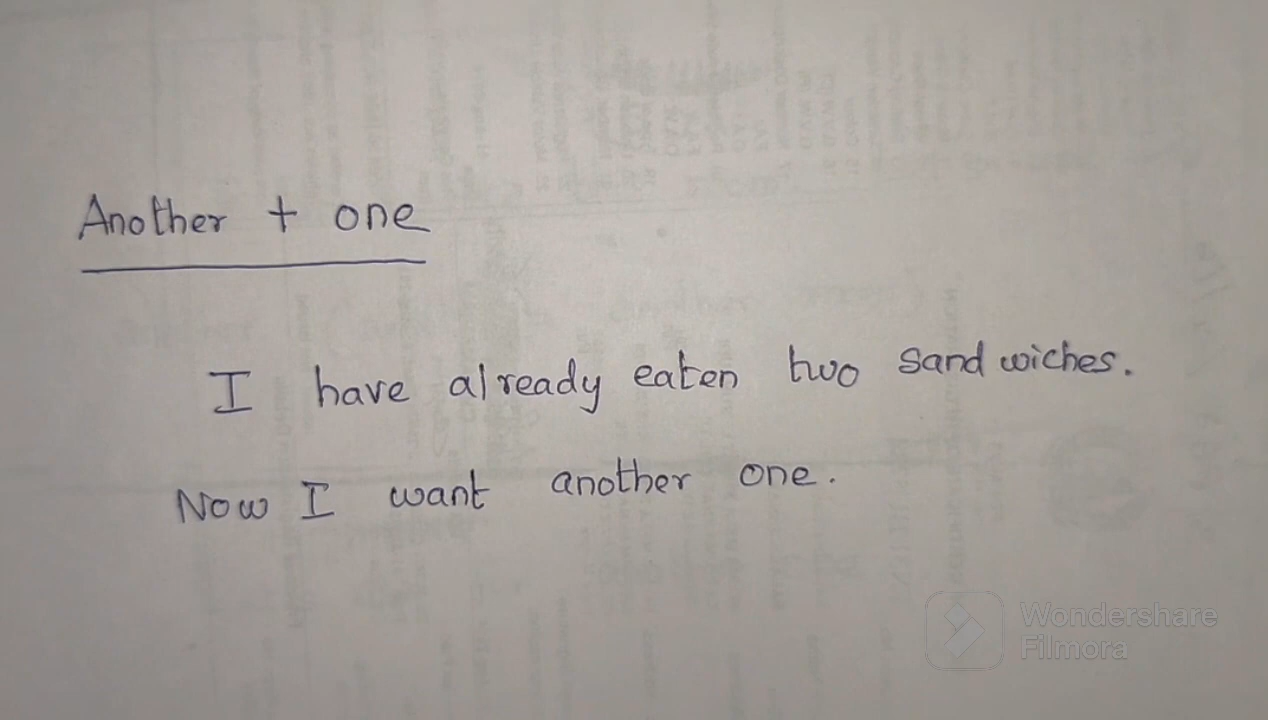 Another + one
I have already eaten two sandwiches.
Now I want another one.
Wondershare
Filmora